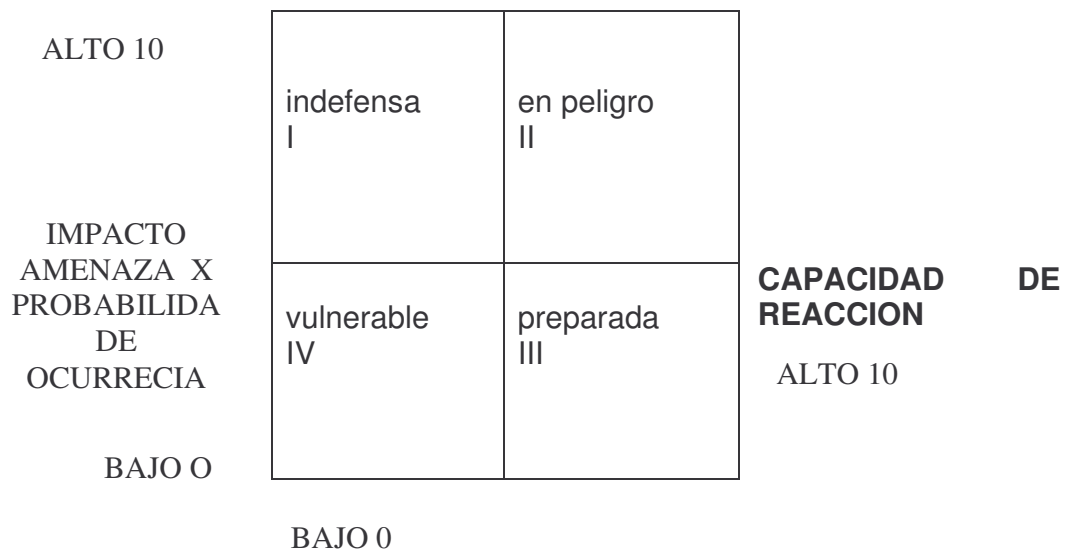 ALTO 10
indefensa
I
en peligro
II
IMPACTO
AMENAZA X
PROBABILIDA
DE
OCURRECIA
BAJO O
vulnerable
IV
preparada
III
CAPACIDAD DE
REACCION
ALTO 10
BAJO 0